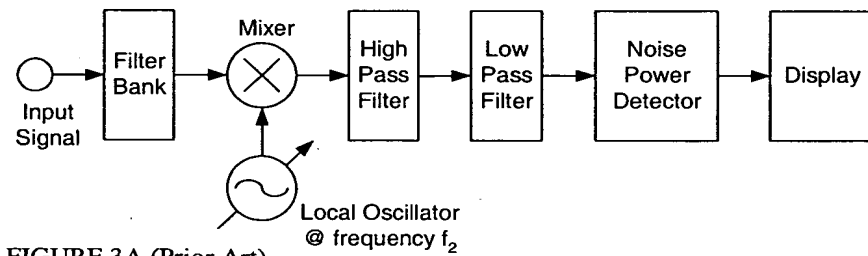 Mixer
Filter
Bank
High
Pass
Filter
Low
Pass
Filter
Noise
Power
Detector
Display
Input
Signal
Local Oscillator
@ frequency f₂
FIGURE 3A (Prior Art)